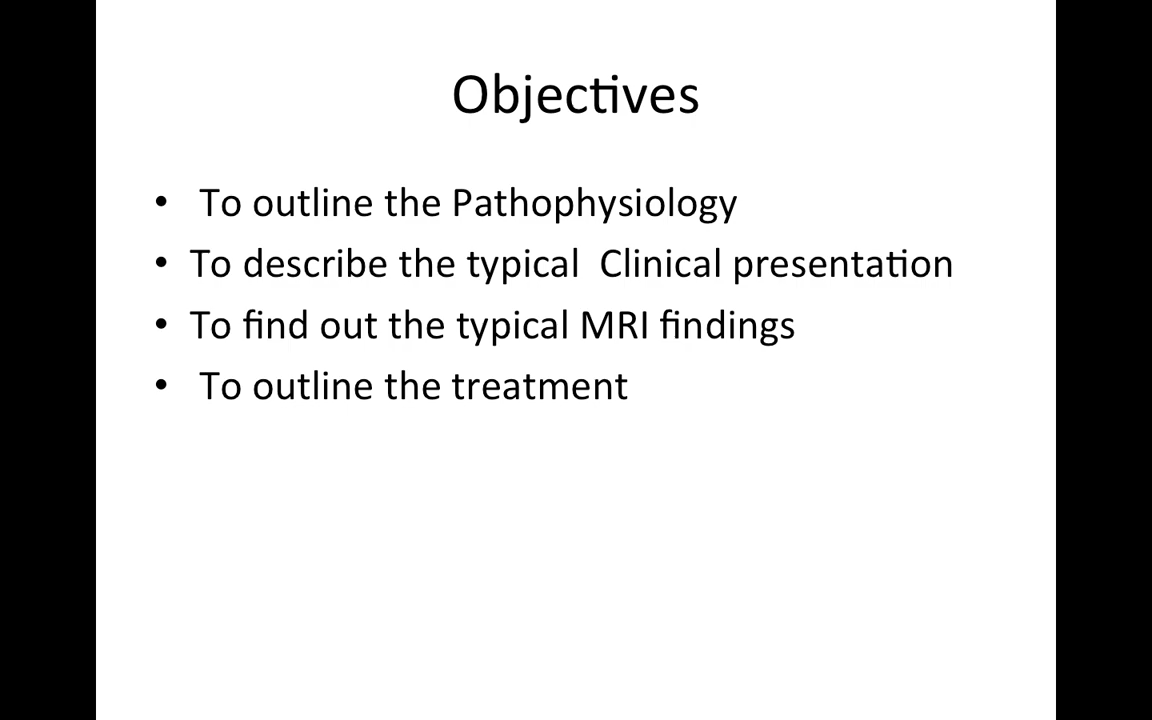 Objectives
• To outline the Pathophysiology
• To describe the typical Clinical presentation
• To find out the typical MRI findings
• To outline the treatment